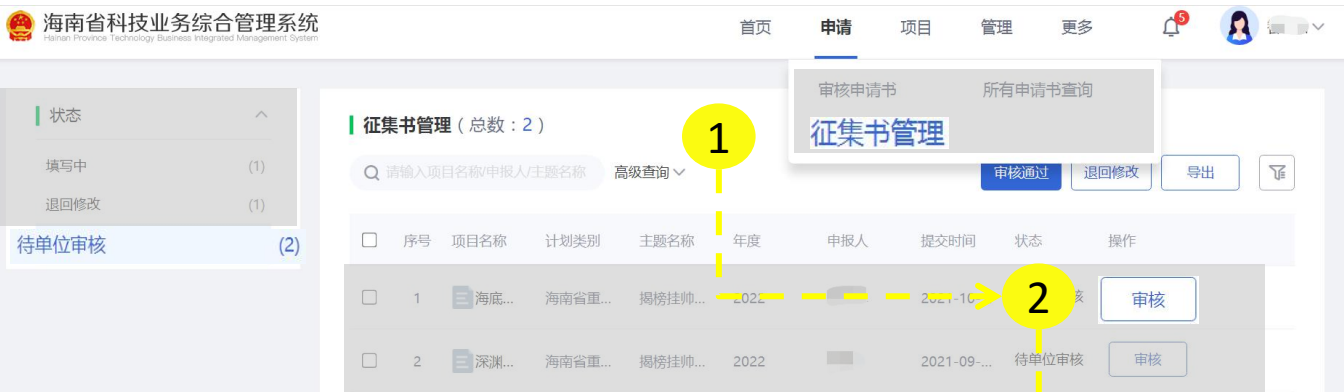 海南省科技业务综合管理系统
Hainan Province Technology Business Integrated Management System
首页 申请 项目 管理 更多 5
审核申请书 所有申请书查询
征集书管理
状态
填写中 (1)
退回修改 (1)
待单位审核 (2)
征集书管理（总数：2）
1
请输入项目名称/申报人/主题名称 高级查询 审核通过 退回修改 导出
序号 项目名称 计划类别 主题名称 年度 申报人 提交时间 状态 操作
1 海底... 海南省重... 揭榜挂帅... 2022 2021-10- 2 审核
2 深渊... 海南省重... 揭榜挂帅... 2022 2021-09-... 待单位审核 审核